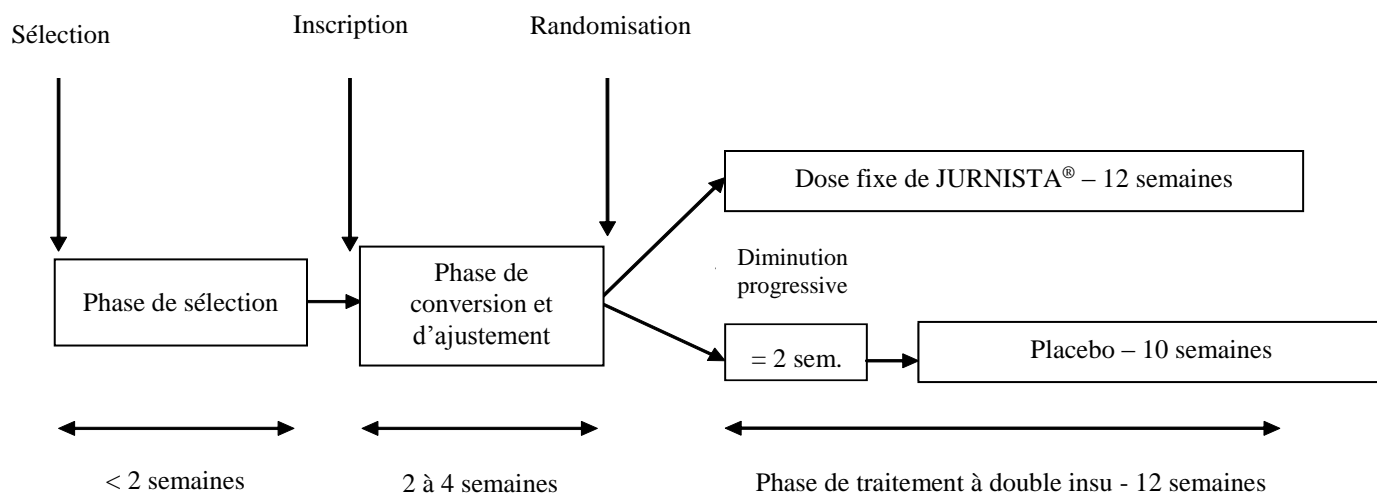 Sélection
Inscription
Randomisation
Dose fixe de JURNISTA® – 12 semaines
Phase de sélection
Phase de
conversion et
d’ajustement
Diminution
progressive
= 2 sem.
Placebo – 10 semaines
< 2 semaines
2 à 4 semaines
Phase de traitement à double insu - 12 semaines